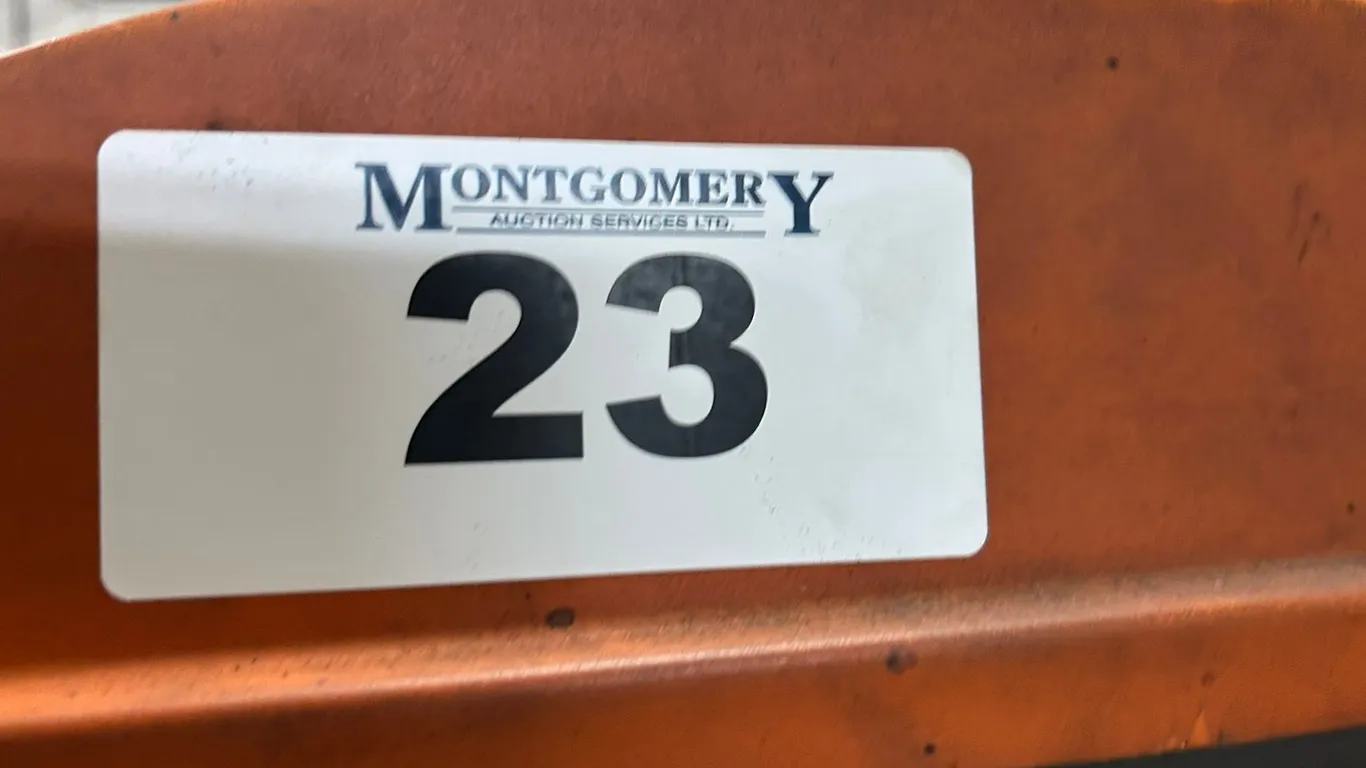 MONTGOMERY
AUCTION SERVICES LTD.
23